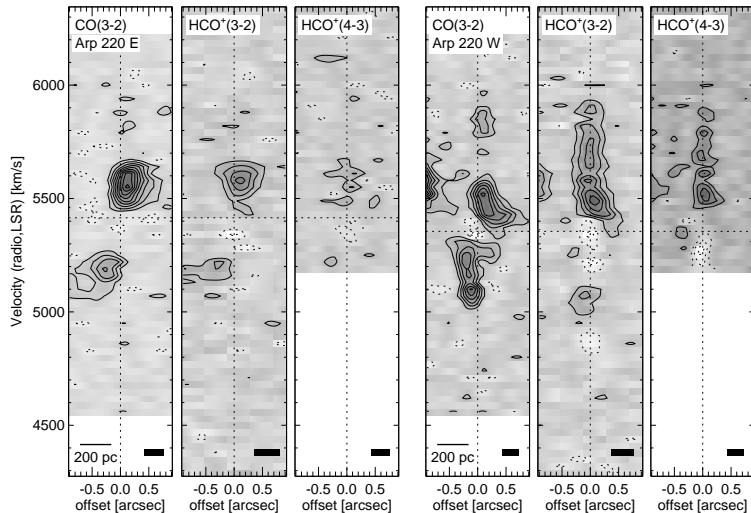 CO(3-2)
Arp 220 E
HCO⁺(3-2)
HCO⁺(4-3)
CO(3-2)
Arp 220 W
HCO⁺(3-2)
HCO⁺(4-3)
Velocity (radio,LSR) [km/s]
6000
5500
5000
4500
200 pc
200 pc
-0.5 0.0 0.5
-0.5 0.0 0.5
-0.5 0.0 0.5
-0.5 0.0 0.5
-0.5 0.0 0.5
-0.5 0.0 0.5
offset [arcsec]
offset [arcsec]
offset [arcsec]
offset [arcsec]
offset [arcsec]
offset [arcsec]